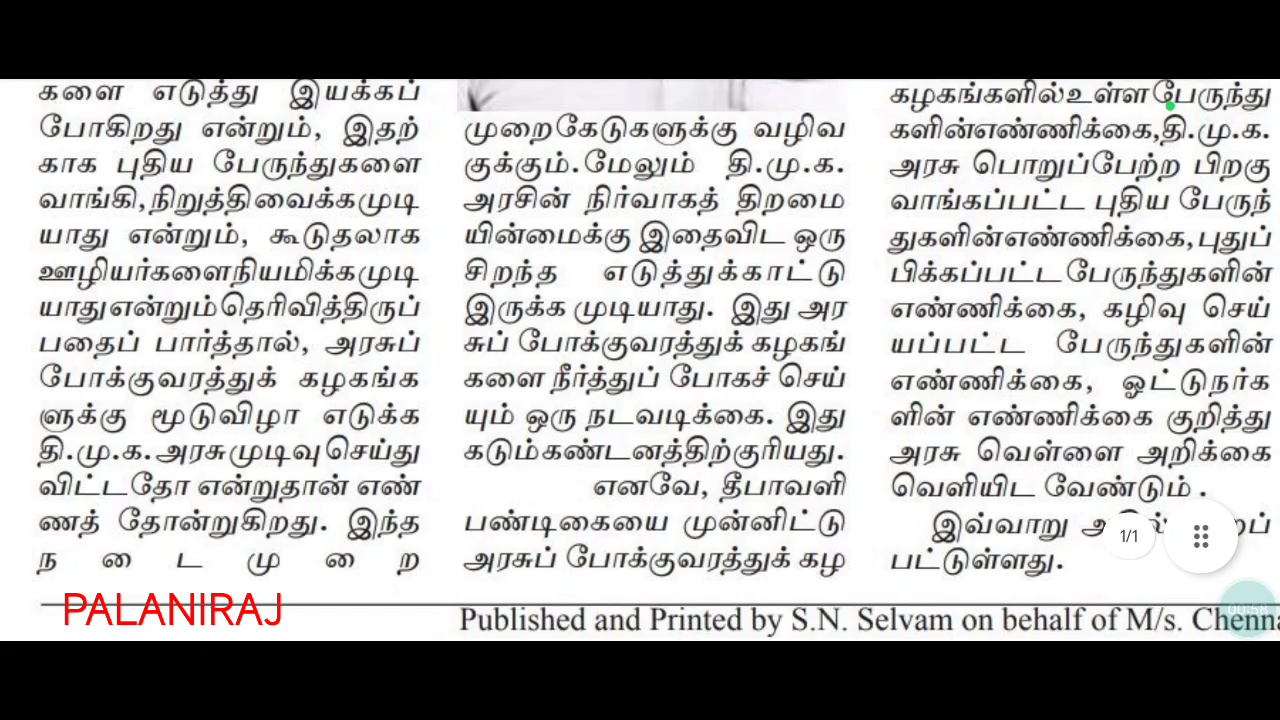 களை எடுத்து இயக்கப்
போகிறது என்றும், இதற்
காக புதிய பேருந்துகளை
வாங்கி,நிறுத்திவைக்கமுடி
யாது என்றும், கூடுதலாக
ஊழியர்களைநியமிக்கமுடி
யாதுஎன்றும்தெரிவித்திருப்
பதைப் பார்த்தால், அரசுப்
போக்குவரத்துக் கழகங்க
ளுக்கு மூடுவிழா எடுக்க
தி.மு.க.அரசுமுடிவுசெய்து
விட்டதோ என்றுதான் எண்
ணத் தோன்றுகிறது. இந்த
ந டை மு றை
முறைகேடுகளுக்கு வழிவ
குக்கும்.மேலும் தி.மு.க.
அரசின் நிர்வாகத் திறமை
யின்மைக்கு இதைவிட ஒரு
சிறந்த எடுத்துக்காட்டு
இருக்க முடியாது. இது அர
சுப் போக்குவரத்துக் கழகங்
களை நீர்த்துப் போகச் செய்
யும் ஒரு நடவடிக்கை. இது
கடும்கண்டனத்திற்குரியது.
எனவே, தீபாவளி
பண்டிகையை முன்னிட்டு
அரசுப் போக்குவரத்துக் கழ
கழகங்களில்உள்ளபேருந்து
களின்எண்ணிக்கை,தி.மு.க.
அரசு பொறுப்பேற்ற பிறகு
வாங்கப்பட்ட புதிய பேருந்
துகளின்எண்ணிக்கை,புதுப்
பிக்கப்பட்டபேருந்துகளின்
எண்ணிக்கை, கழிவு செய்
யப்பட்ட பேருந்துகளின்
எண்ணிக்கை, ஓட்டுநர்க
ளின் எண்ணிக்கை குறித்து
அரசு வெள்ளை அறிக்கை
வெளியிட வேண்டும் .
இவ்வாறு
பட்டுள்ளது.
1/1
00:58
PALANIRAJ
Published and Printed by S.N. Selvam on behalf of M/s.